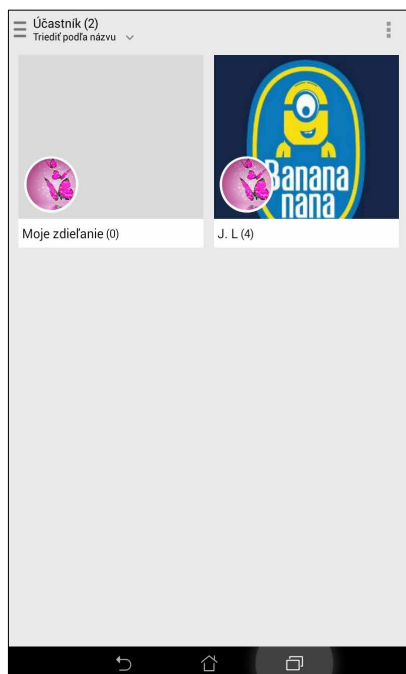 Účastník (2)
Triediť podľa názvu
Banana
nana
Moje zdieľanie (0)
J. L (4)